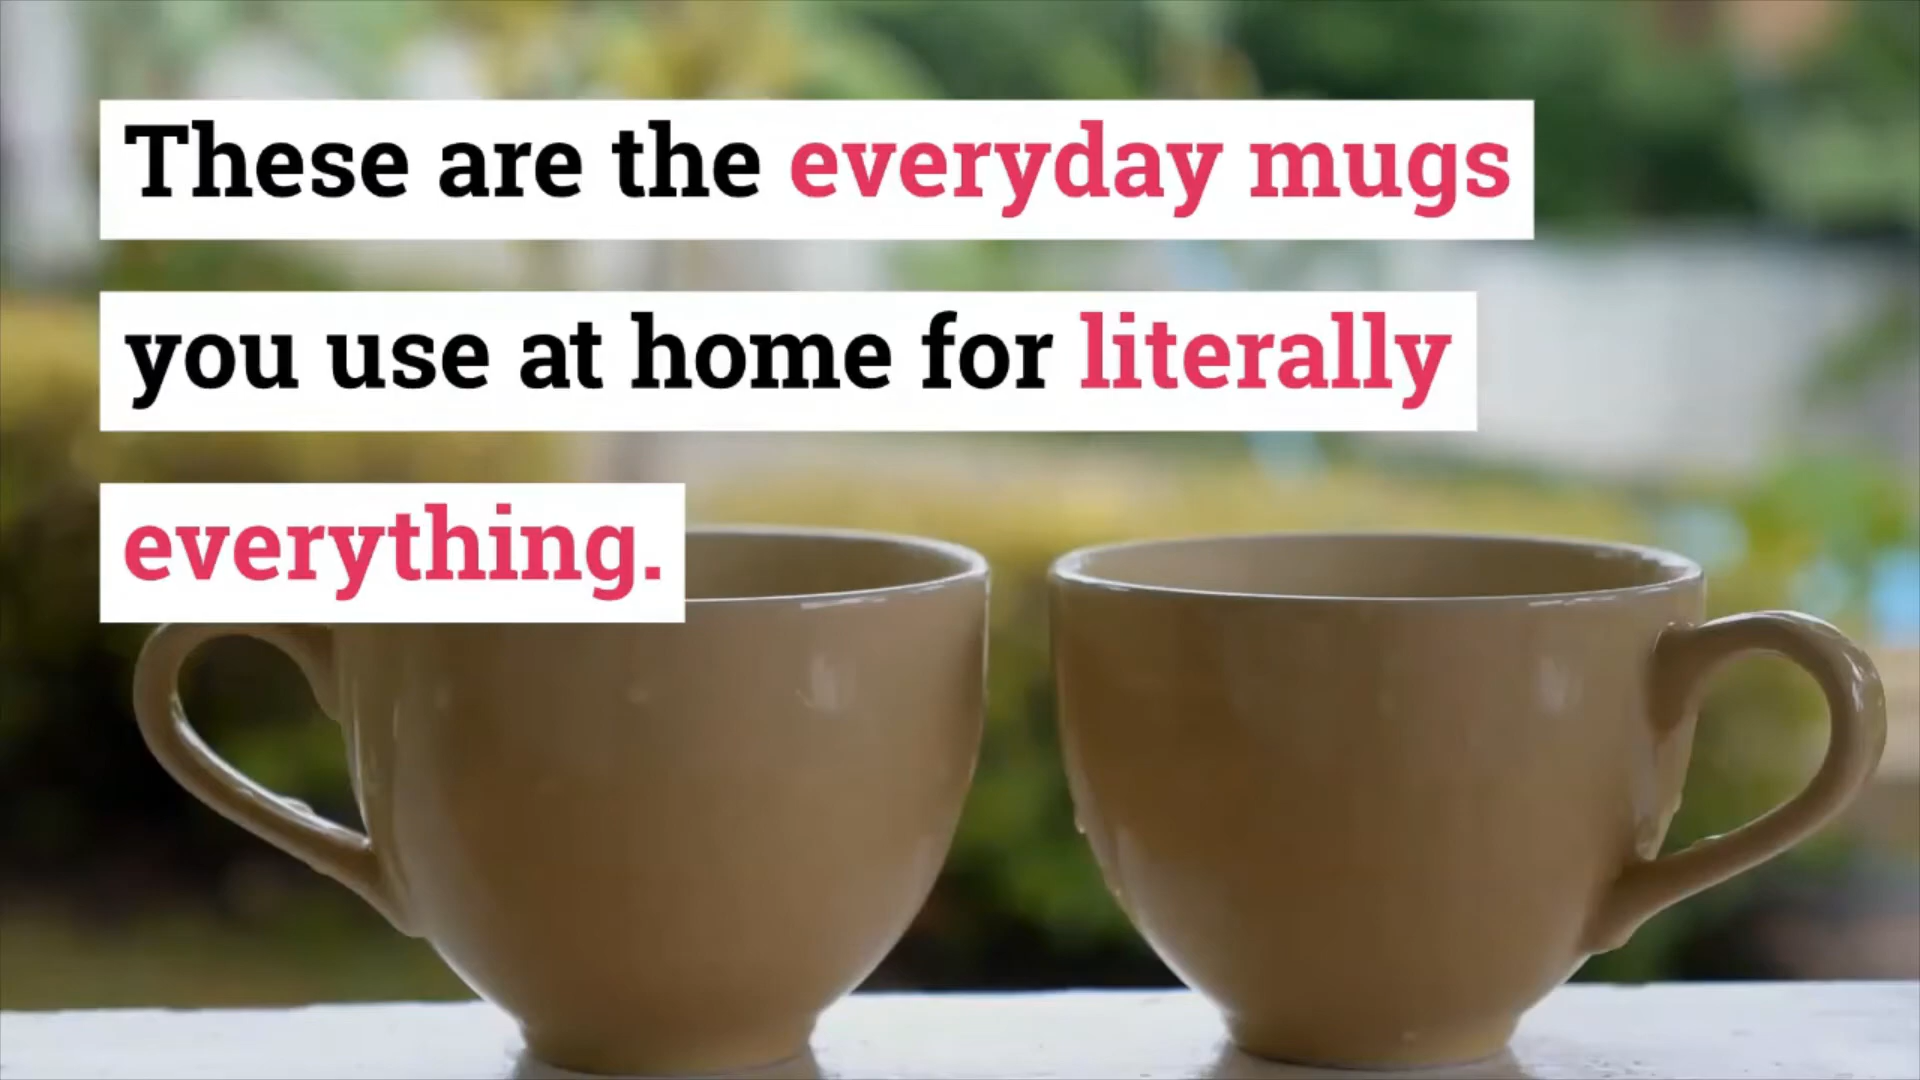 These are the everyday mugs
you use at home for literally
everything.